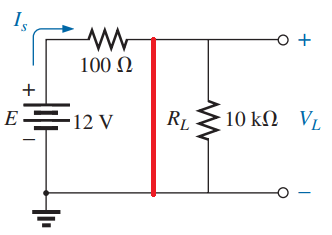 I_s
100 Ω
+
E
12 V
−
R_L
10 kΩ
+
V_L
−